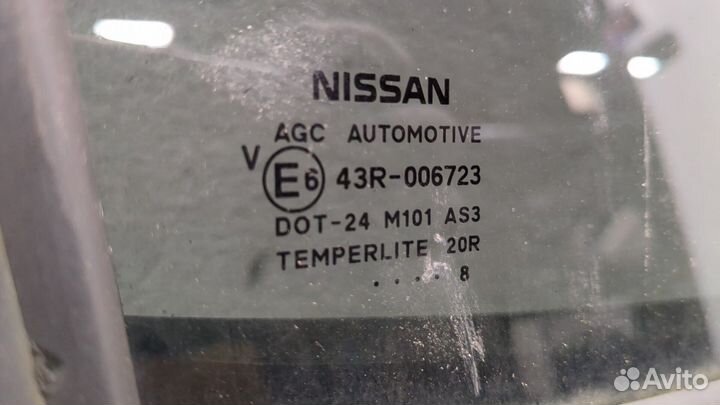 NISSAN
AGC AUTOMOTIVE
V E6 43R-006723
DOT-24 M101 AS3
TEMPERLITE 20R
. . . . 8
Avito